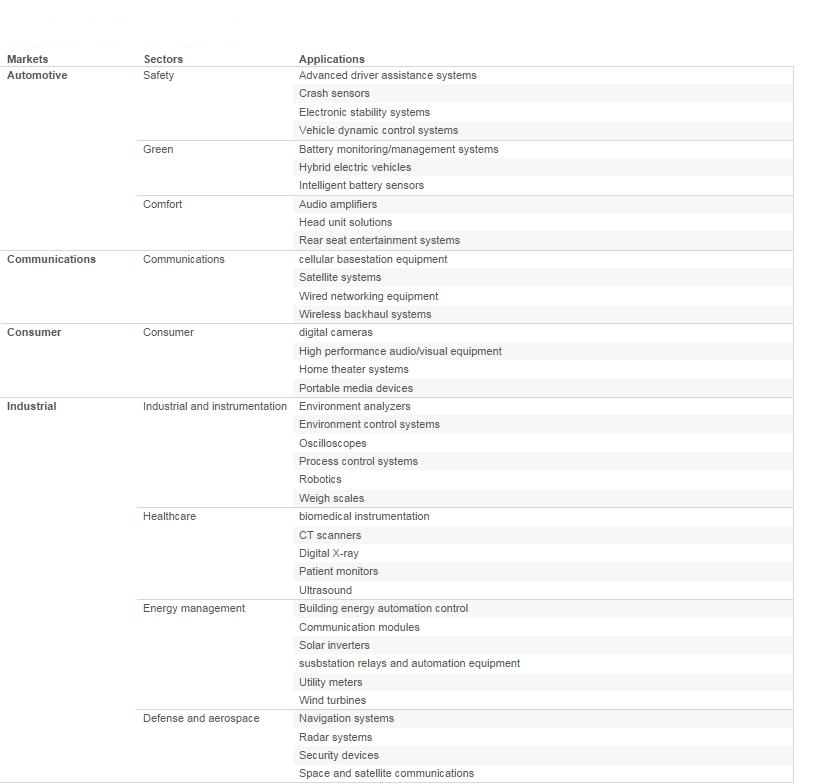 Markets Sectors Applications
Automotive Safety Advanced driver assistance systems
Crash sensors
Electronic stability systems
Vehicle dynamic control systems
Green Battery monitoring/management systems
Hybrid electric vehicles
Intelligent battery sensors
Comfort Audio amplifiers
Head unit solutions
Rear seat entertainment systems
Communications Communications cellular basestation equipment
Satellite systems
Wired networking equipment
Wireless backhaul systems
Consumer Consumer digital cameras
High performance audio/visual equipment
Home theater systems
Portable media devices
Industrial Industrial and instrumentation Environment analyzers
Environment control systems
Oscilloscopes
Process control systems
Robotics
Weigh scales
Healthcare biomedical instrumentation
CT scanners
Digital X-ray
Patient monitors
Ultrasound
Energy management Building energy automation control
Communication modules
Solar inverters
susbstation relays and automation equipment
Utility meters
Wind turbines
Defense and aerospace Navigation systems
Radar systems
Security devices
Space and satellite communications